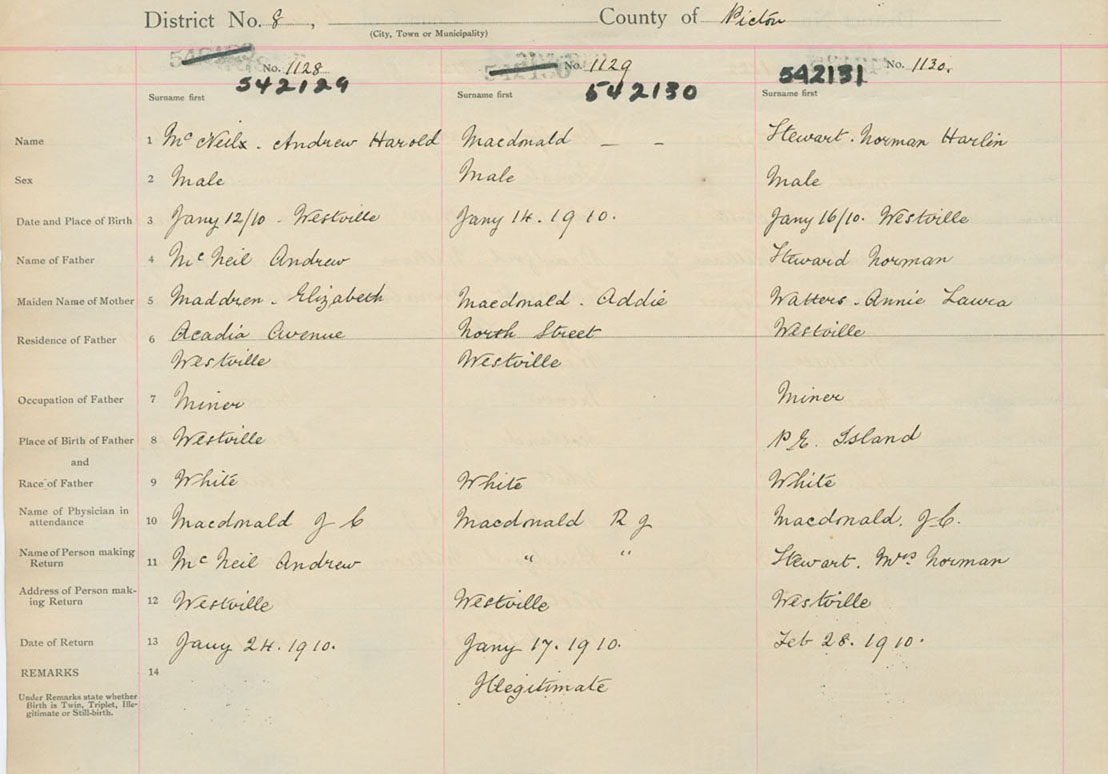 District No. 8, County of Pictou
(City, Town or Municipality)
No. 1128 No. 1129 No. 1130.
542129 542130 542131
Surname first Surname first Surname first
Name 1 McNeil. Andrew Harold Macdonald — - Stewart. Norman Harlin
Sex 2 Male Male Male
Date and Place of Birth 3 Jany 12/10 - Westville Jany 14. 1910. Jany 16/10. Westville
Name of Father 4 McNeil Andrew Steward Norman
Maiden Name of Mother 5 Maddren - Elizabeth Macdonald. Addie Watters. Annie Laura
Residence of Father 6 Acadia Avenue North Street Westville
Westville Westville
Occupation of Father 7 Miner Miner
Place of Birth of Father 8 Westville P.E. Island
and
Race of Father 9 White White White
Name of Physician in
attendance 10 Macdonald J C Macdonald R J Macdonald. J.C.
Name of Person making
Return 11 McNeil Andrew " " Stewart. Mrs Norman
Address of Person mak-
ing Return 12 Westville Westville Westville
Date of Return 13 Jany 24. 1910. Jany 17. 1910. Feb 28. 1910.
REMARKS 14 Illegitimate
Under Remarks state whether
Birth is Twin, Triplet, Ille-
gitimate or Still-birth.